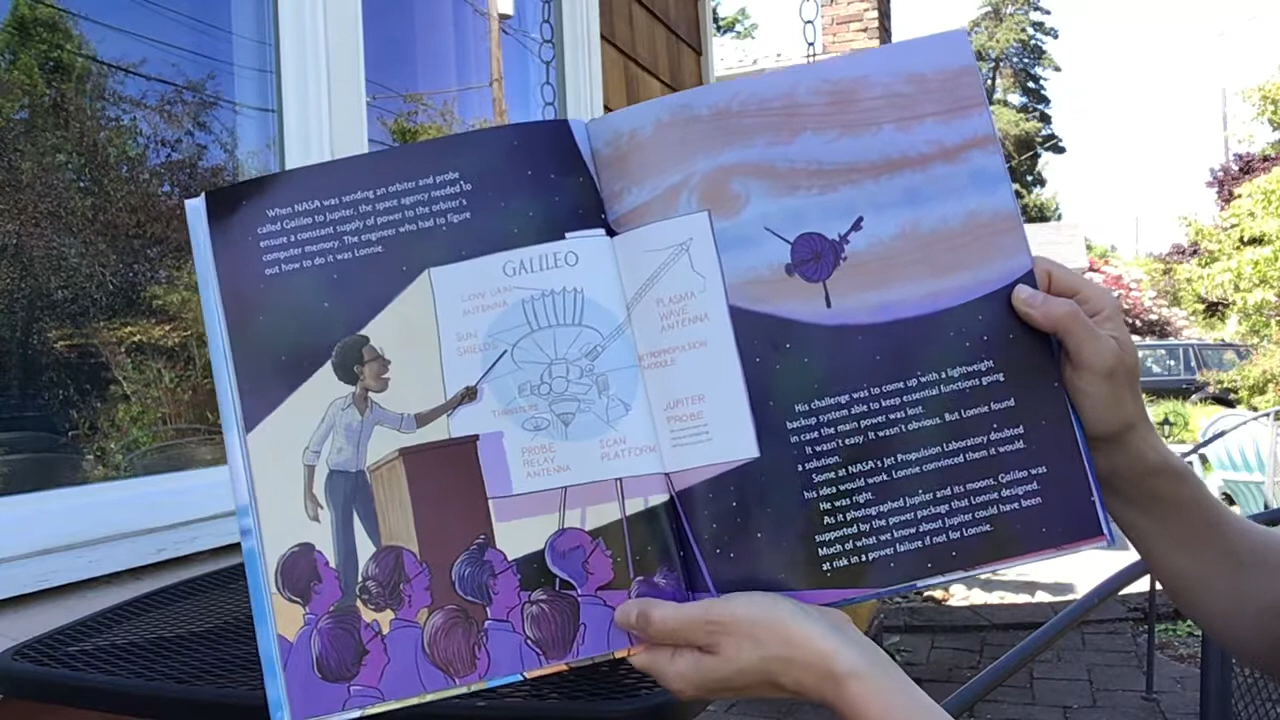 When NASA was sending an orbiter and probe
called Galileo to Jupiter, the space agency needed to
ensure a constant supply of power to the orbiter's
computer memory. The engineer who had to figure
out how to do it was Lonnie.
GALILEO
LOW GAIN
ANTENNA
SUN
SHIELDS
THRUSTERS
PROBE
RELAY
ANTENNA
SCAN
PLATFORM
PLASMA
WAVE
ANTENNA
RETROPROPULSION
MODULE
JUPITER
PROBE
His challenge was to come up with a lightweight
backup system able to keep essential functions going
in case the main power was lost.
It wasn't easy. It wasn't obvious. But Lonnie found
a solution.
Some at NASA's Jet Propulsion Laboratory doubted
his idea would work. Lonnie convinced them it would.
He was right.
As it photographed Jupiter and its moons, Galileo was
supported by the power package that Lonnie designed.
Much of what we know about Jupiter could have been
at risk in a power failure if not for Lonnie.